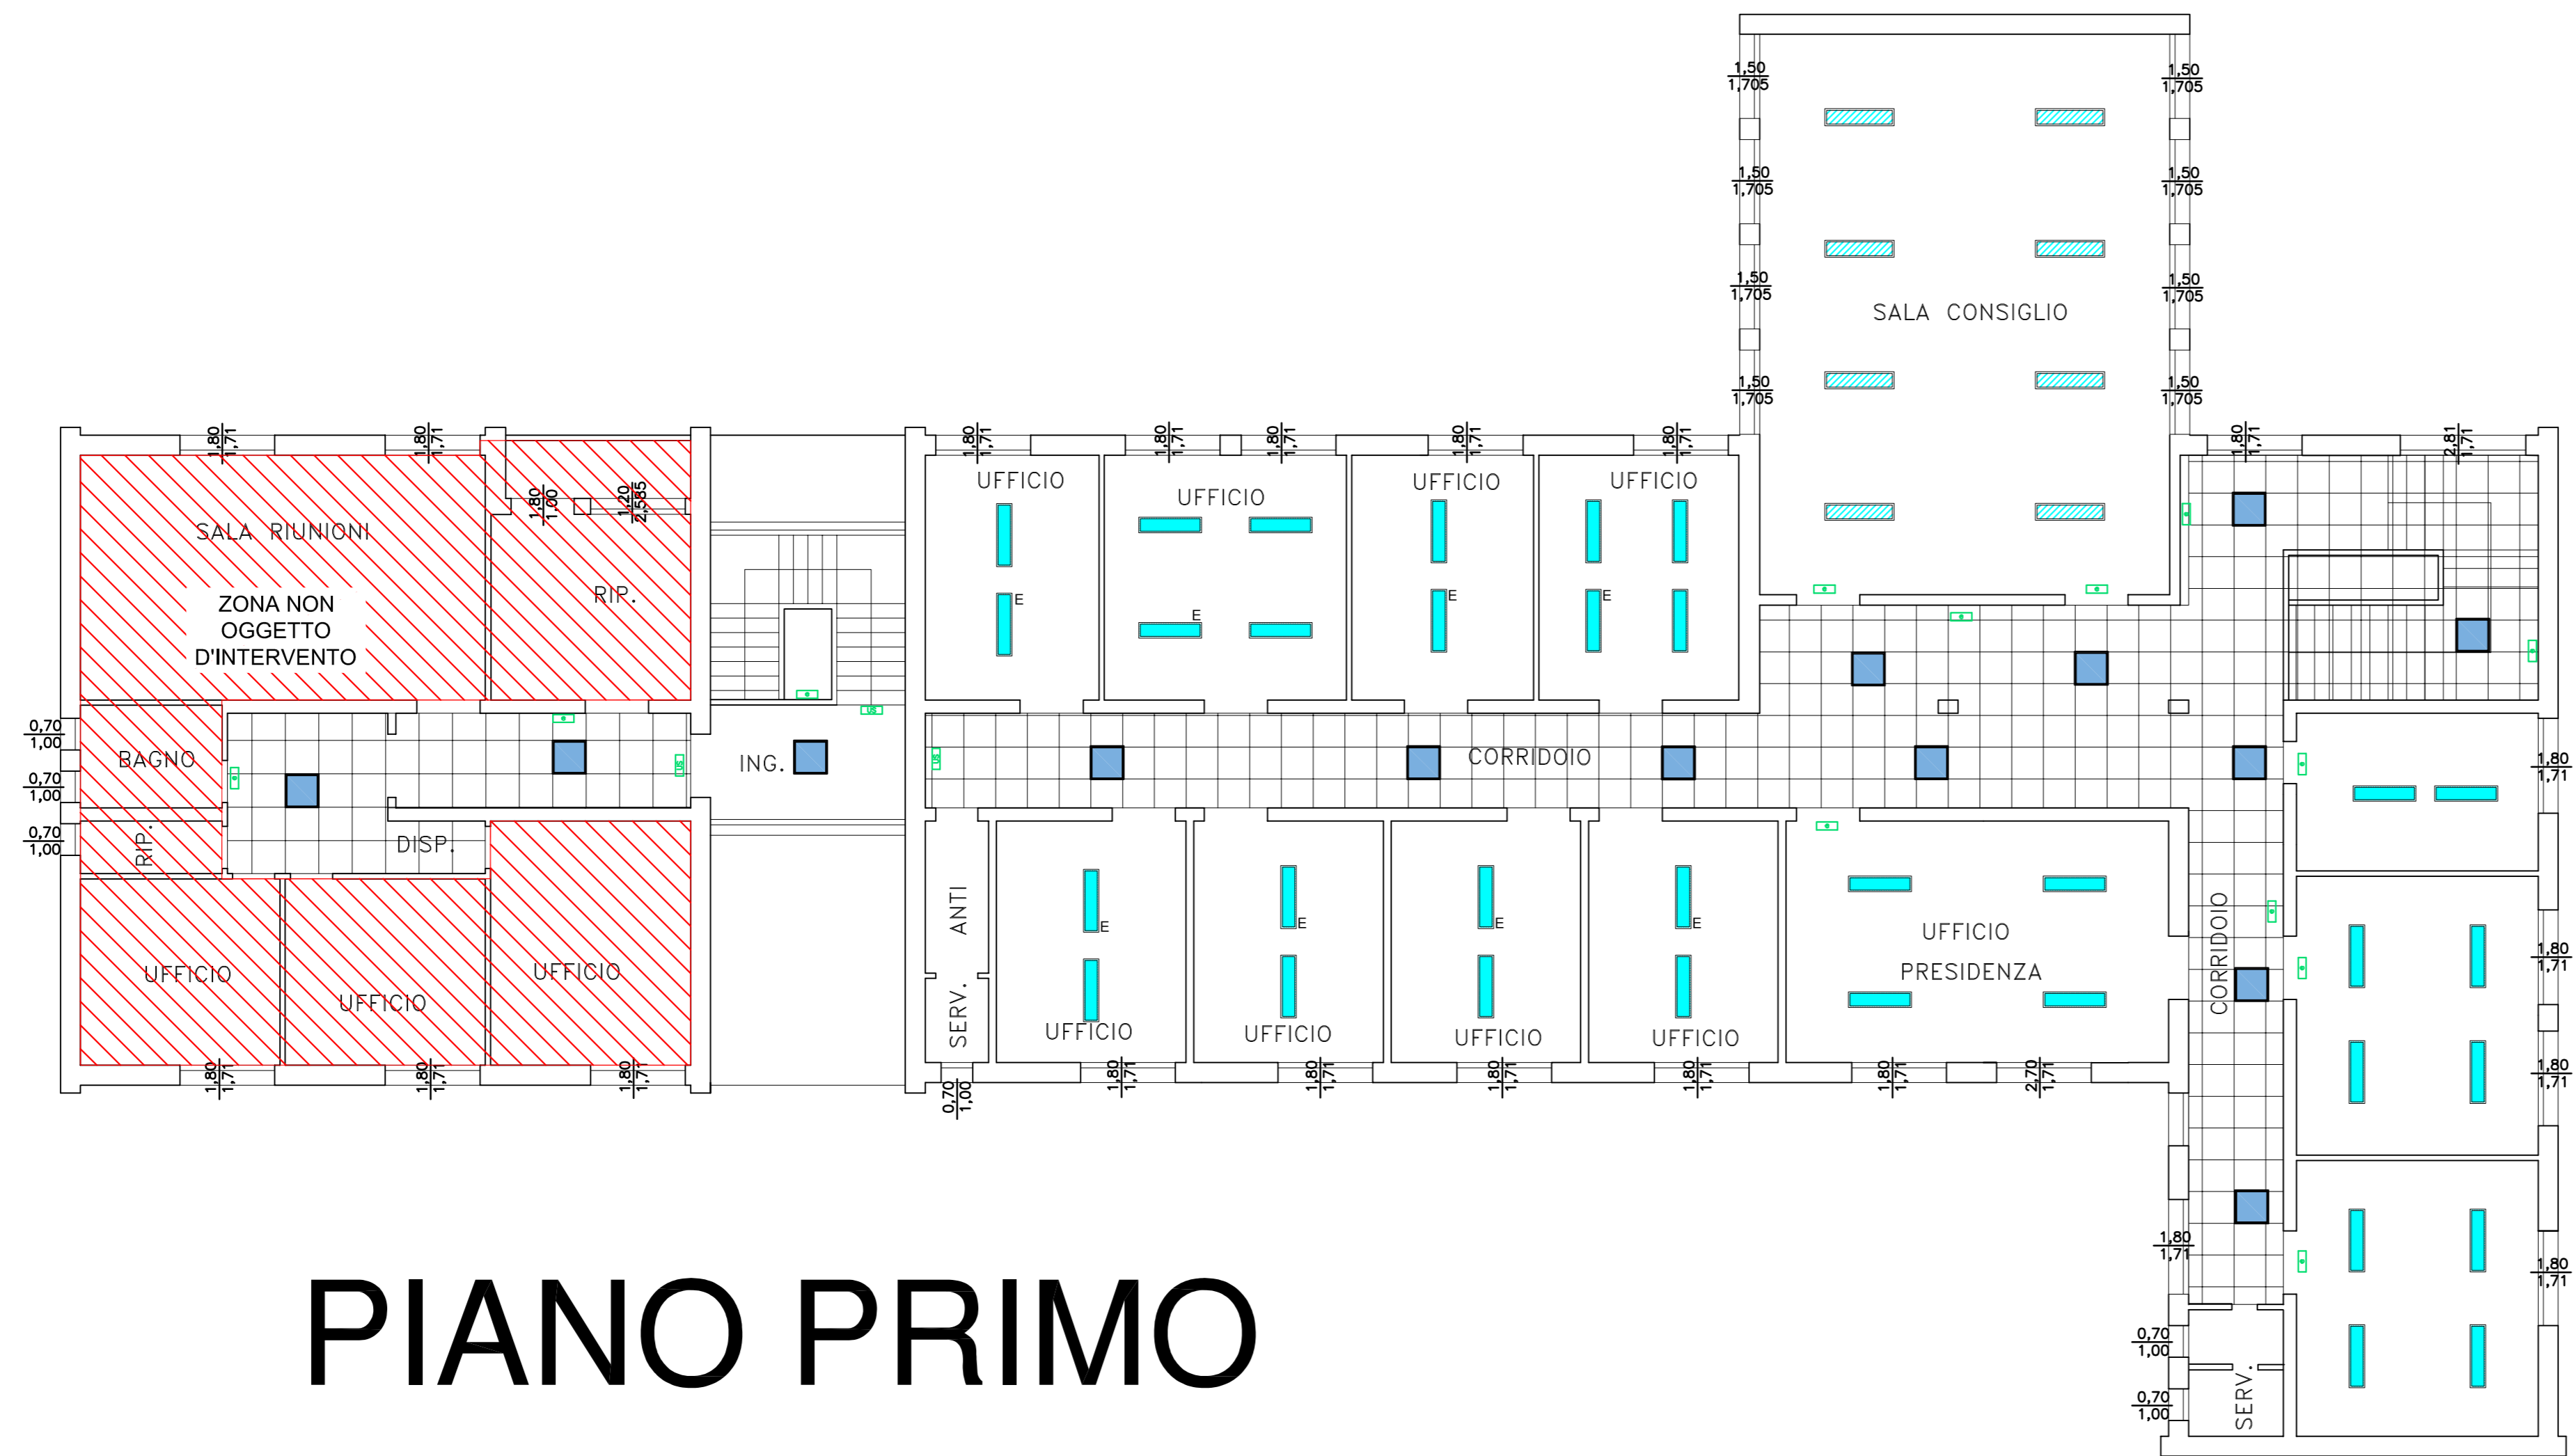 1,50
1,705
1,50
1,705
1,50
1,705
1,50
1,705
1,50
1,705
1,50
1,705
SALA CONSIGLIO
1,50
1,705
1,50
1,705
1,80
1,71
1,80
1,71
1,80
1,71
1,80
1,71
1,80
1,71
1,80
1,71
1,80
1,71
1,80
1,71
2,81
1,71
UFFICIO
UFFICIO
UFFICIO
UFFICIO
1,80
1,00
1,20
2,585
SALA RIUNIONI
RIP.
ZONA NON
OGGETTO
D'INTERVENTO
E
E
E
E
US
0,70
1,00
0,70
1,00
0,70
1,00
BAGNO
US
ING.
US
CORRIDOIO
1,80
1,71
RIP.
DISP.
SERV. ANTI
E
E
E
E
UFFICIO
PRESIDENZA
CORRIDOIO
1,80
1,71
UFFICIO
UFFICIO
UFFICIO
UFFICIO
UFFICIO
UFFICIO
UFFICIO
1,80
1,71
1,80
1,71
1,80
1,71
1,80
1,71
0,70
1,00
1,80
1,71
1,80
1,71
1,80
1,71
1,80
1,71
1,80
1,71
2,70
1,71
1,80
1,71
1,80
1,71
PIANO PRIMO
0,70
1,00
0,70
1,00
SERV.